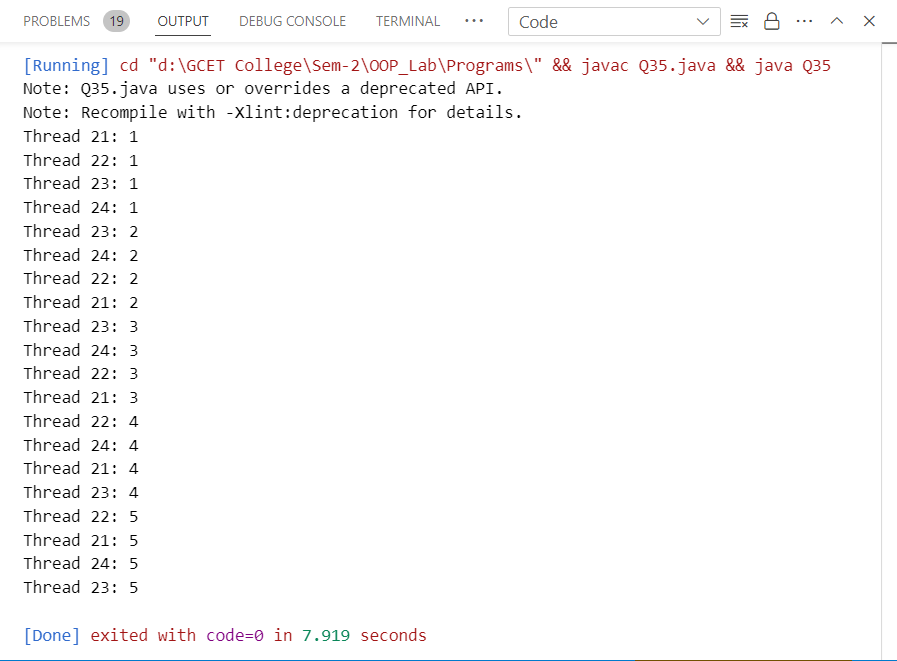 PROBLEMS 19 OUTPUT DEBUG CONSOLE TERMINAL ··· Code ···
[Running] cd "d:\GCET College\Sem-2\OOP_Lab\Programs\" && javac Q35.java && java Q35
Note: Q35.java uses or overrides a deprecated API.
Note: Recompile with -Xlint:deprecation for details.
Thread 21: 1
Thread 22: 1
Thread 23: 1
Thread 24: 1
Thread 23: 2
Thread 24: 2
Thread 22: 2
Thread 21: 2
Thread 23: 3
Thread 24: 3
Thread 22: 3
Thread 21: 3
Thread 22: 4
Thread 24: 4
Thread 21: 4
Thread 23: 4
Thread 22: 5
Thread 21: 5
Thread 24: 5
Thread 23: 5
[Done] exited with code=0 in 7.919 seconds